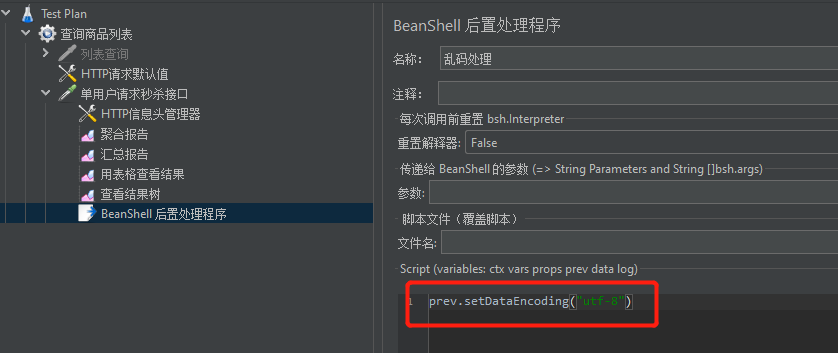 Test Plan
查询商品列表
列表查询
HTTP请求默认值
单用户请求秒杀接口
HTTP信息头管理器
聚合报告
汇总报告
用表格查看结果
查看结果树
BeanShell 后置处理程序
BeanShell 后置处理程序
名称: 乱码处理
注释:
每次调用前重置 bsh.Interpreter
重置解释器: False
传递给 BeanShell 的参数 (=> String Parameters and String []bsh.args)
参数:
脚本文件（覆盖脚本）
文件名:
Script (variables: ctx vars props prev data log)
1 prev.setDataEncoding("utf-8")